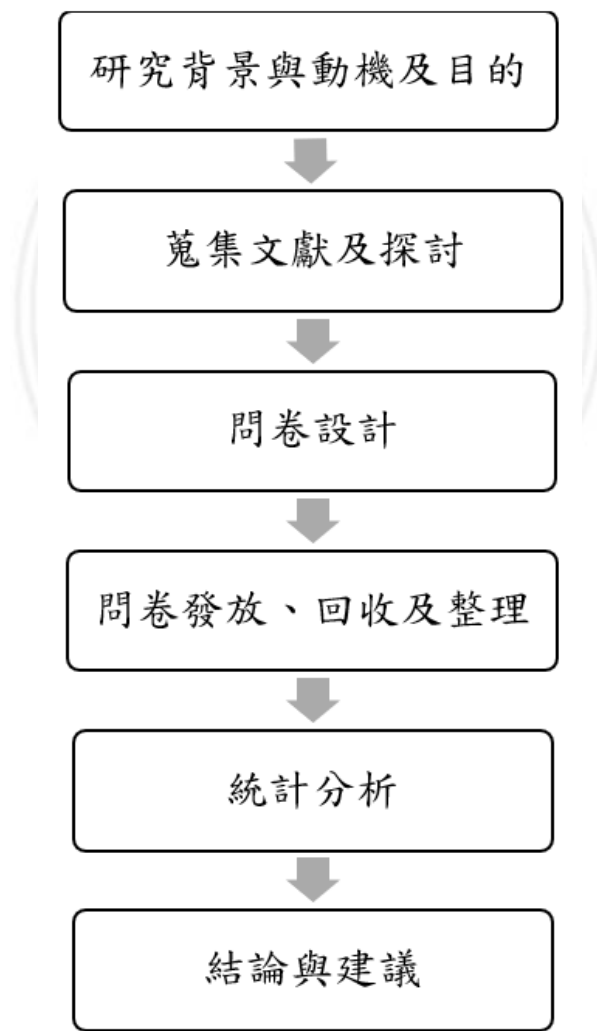 研究背景與動機及目的
蒐集文獻及探討
問卷設計
問卷發放、回收及整理
統計分析
結論與建議